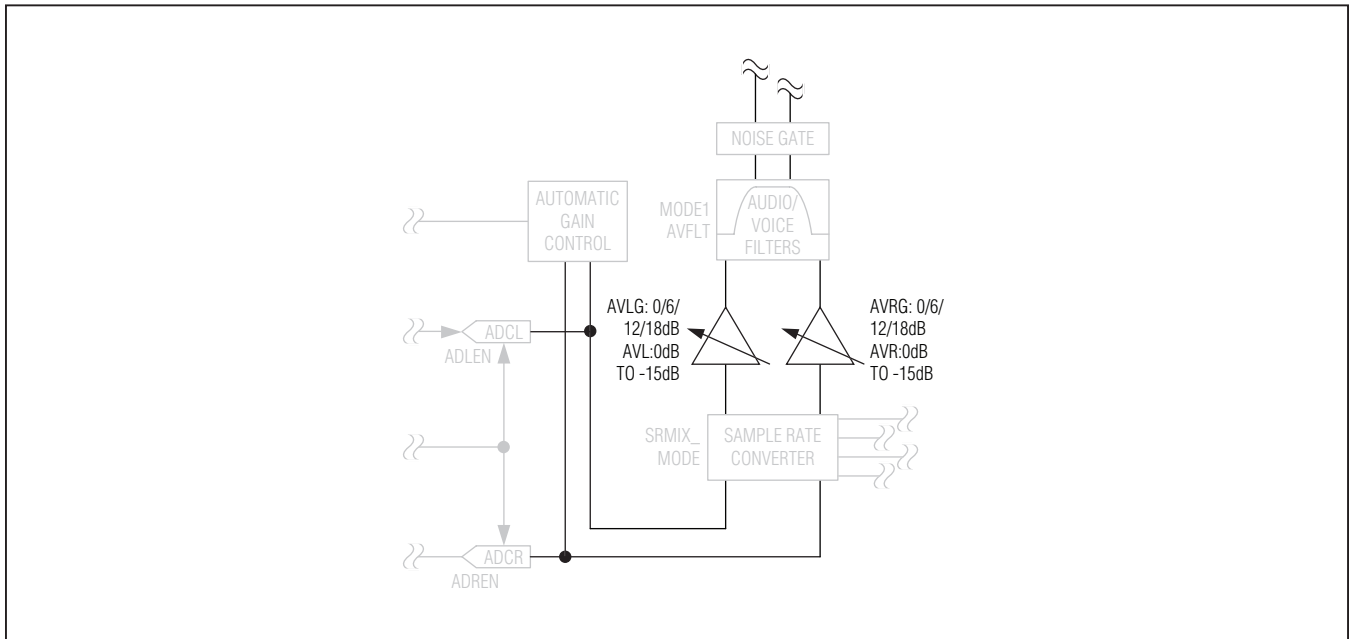 NOISE GATE
AUTOMATIC
GAIN
CONTROL
MODE1
AVFLT
AUDIO/
VOICE
FILTERS
AVLG: 0/6/
12/18dB
AVL:0dB
TO -15dB
AVRG: 0/6/
12/18dB
AVR:0dB
TO -15dB
ADCL
ADLEN
SRMIX_
MODE
SAMPLE RATE
CONVERTER
ADCR
ADREN